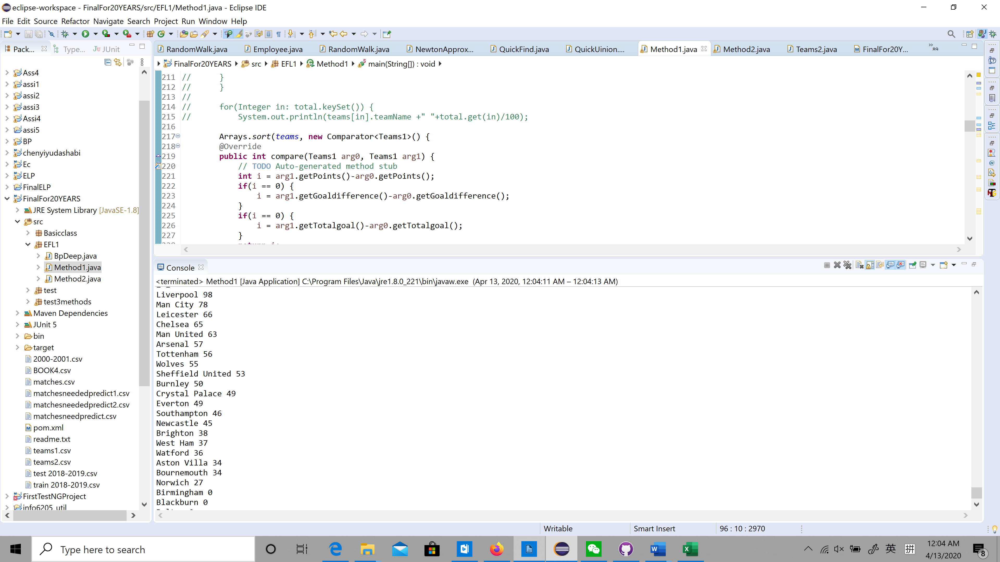 eclipse-workspace - FinalFor20YEARS/src/EFL1/Method1.java - Eclipse IDE
File Edit Source Refactor Navigate Search Project Run Window Help
Pack... Type... JUnit
RandomWalk.java Employee.java RandomWalk.java NewtonApprox... QuickFind.java QuickUinion.... Method1.java Method2.java Teams2.java FinalFor20Y... 89
FinalFor20YEARS src EFL1 Method1 main(String[]) : void
Ass4
assi1
assi2
assi3
Assi4
assi5
BP
chenyiyudashabi
Ec
ELP
FinalELP
FinalFor20YEARS
JRE System Library [JavaSE-1.8]
src
Basicclass
EFL1
BpDeep.java
Method1.java
Method2.java
test
test3methods
Maven Dependencies
JUnit 5
bin
target
2000-2001.csv
BOOK4.csv
matches.csv
matchesneededpredict1.csv
matchesneededpredict2.csv
matchesneedpredict.csv
pom.xml
readme.txt
teams1.csv
teams2.csv
test 2018-2019.csv
train 2018-2019.csv
FirstTestNGProject
info6205_util
211 // }
212 // }
213 //
214 // for(Integer in: total.keySet()) {
215 // System.out.println(teams[in].teamName +" "+total.get(in)/100);
216
217 Arrays.sort(teams, new Comparator<Teams1>() {
218 @Override
219 public int compare(Teams1 arg0, Teams1 arg1) {
220 // TODO Auto-generated method stub
221 int i = arg1.getPoints()-arg0.getPoints();
222 if(i == 0) {
223 i = arg1.getGoaldifference()-arg0.getGoaldifference();
224 }
225 if(i == 0) {
226 i = arg1.getTotalgoal()-arg0.getTotalgoal();
227 }
Console
<terminated> Method1 [Java Application] C:\Program Files\Java\jre1.8.0_221\bin\javaw.exe (Apr 13, 2020, 12:04:11 AM – 12:04:13 AM)
Liverpool 98
Man City 78
Leicester 66
Chelsea 65
Man United 63
Arsenal 57
Tottenham 56
Wolves 55
Sheffield United 53
Burnley 50
Crystal Palace 49
Everton 49
Southampton 46
Newcastle 45
Brighton 38
West Ham 37
Watford 36
Aston Villa 34
Bournemouth 34
Norwich 27
Birmingham 0
Blackburn 0
Writable Smart Insert 96 : 10 : 2970
Type here to search
英 拼
12:04 AM
4/13/2020
8